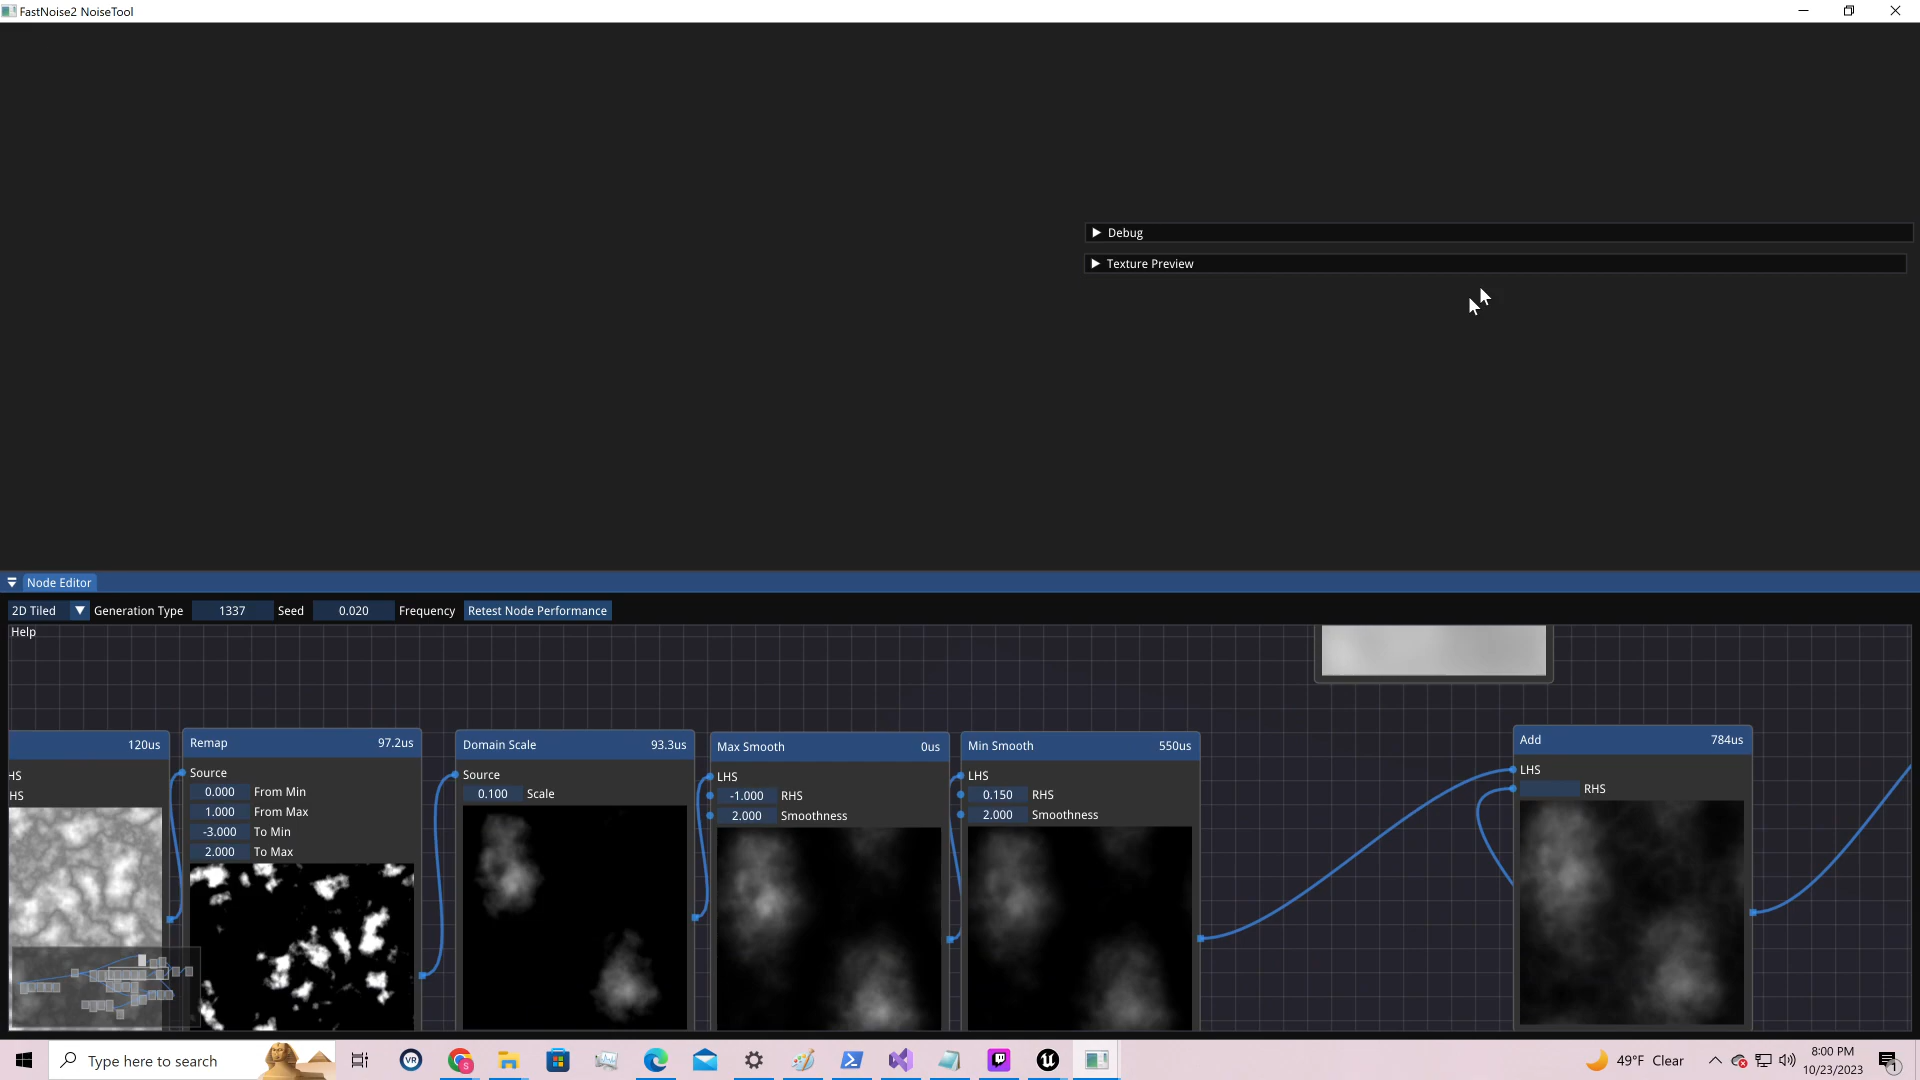 FastNoise2 NoiseTool
Debug
Texture Preview
Node Editor
2D Tiled Generation Type 1337 Seed 0.020 Frequency Retest Node Performance
Help
120us
HS
HS
Remap 97.2us
Source
0.000 From Min
1.000 From Max
-3.000 To Min
2.000 To Max
Domain Scale 93.3us
Source
0.100 Scale
Max Smooth 0us
LHS
-1.000 RHS
2.000 Smoothness
Min Smooth 550us
LHS
0.150 RHS
2.000 Smoothness
Add 784us
LHS
RHS
Type here to search
VR
S
49°F Clear
8:00 PM
10/23/2023
1